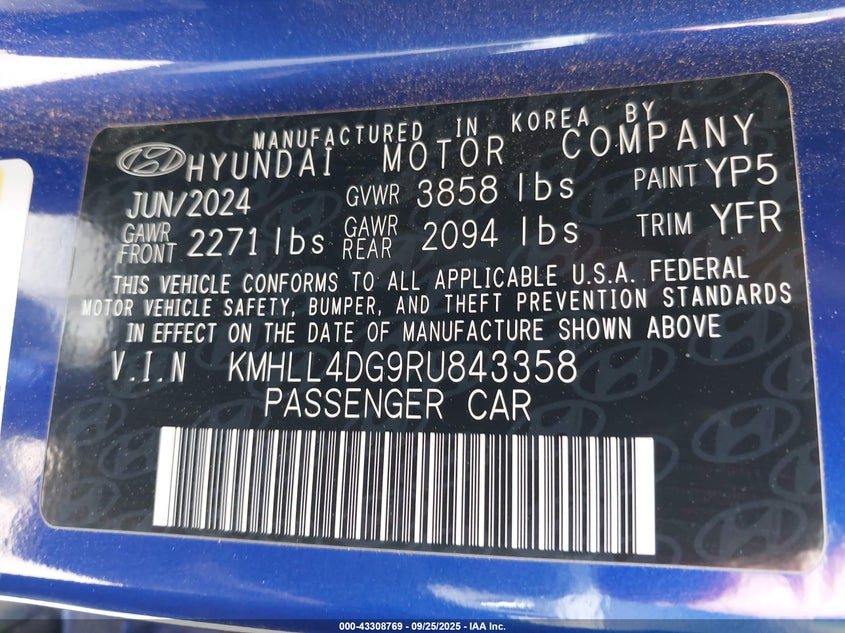 MANUFACTURED IN KOREA BY
HYUNDAI MOTOR COMPANY
JUN/2024 GVWR 3858 lbs PAINT YP5
GAWR FRONT 2271 lbs GAWR REAR 2094 lbs TRIM YFR
THIS VEHICLE CONFORMS TO ALL APPLICABLE U.S.A. FEDERAL
MOTOR VEHICLE SAFETY, BUMPER, AND THEFT PREVENTION STANDARDS
IN EFFECT ON THE DATE OF MANUFACTURE SHOWN ABOVE
V.I.N KMHLL4DG9RU843358
PASSENGER CAR
000-43308769 - 09/25/2025 - IAA Inc.